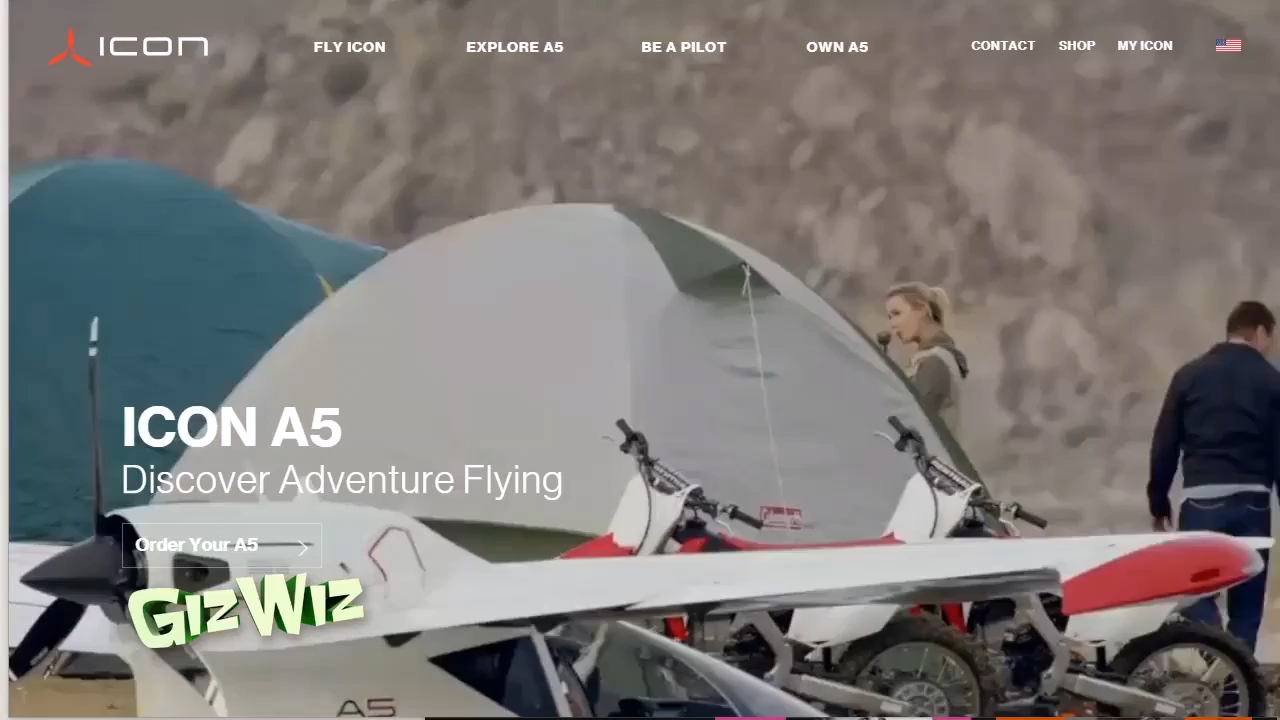 ICON
FLY ICON
EXPLORE A5
BE A PILOT
OWN A5
CONTACT
SHOP
MY ICON
ICON A5
Discover Adventure Flying
Order Your A5
GIZWIZ
A5